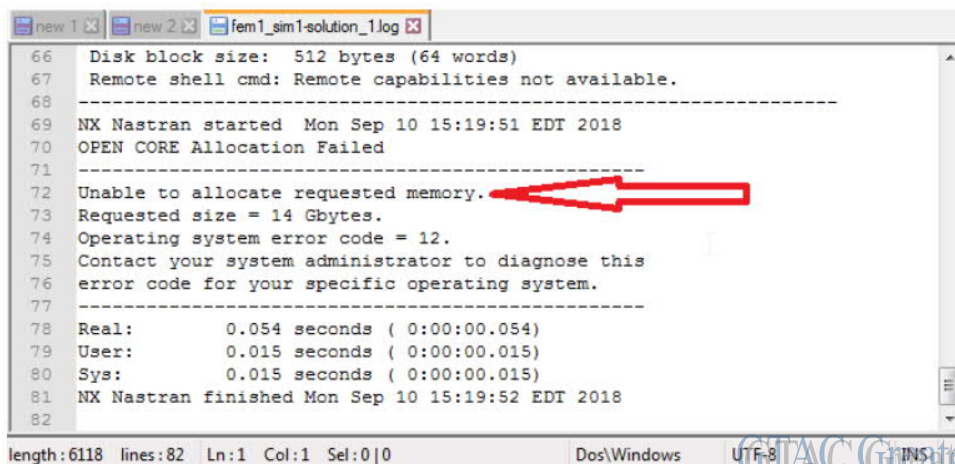 new 1 new 2 fem1_sim1-solution_1.log
66 Disk block size: 512 bytes (64 words)
67 Remote shell cmd: Remote capabilities not available.
68 --------------------------------------------------------------------
69 NX Nastran started Mon Sep 10 15:19:51 EDT 2018
70 OPEN CORE Allocation Failed
71 ---------------------------------------------------
72 Unable to allocate requested memory.
73 Requested size = 14 Gbytes.
74 Operating system error code = 12.
75 Contact your system administrator to diagnose this
76 error code for your specific operating system.
77 ---------------------------------------------------
78 Real: 0.054 seconds ( 0:00:00.054)
79 User: 0.015 seconds ( 0:00:00.015)
80 Sys: 0.015 seconds ( 0:00:00.015)
81 NX Nastran finished Mon Sep 10 15:19:52 EDT 2018
82
length : 6118 lines : 82 Ln : 1 Col : 1 Sel : 0 | 0 Dos\Windows UTF-8 INS
GTAC